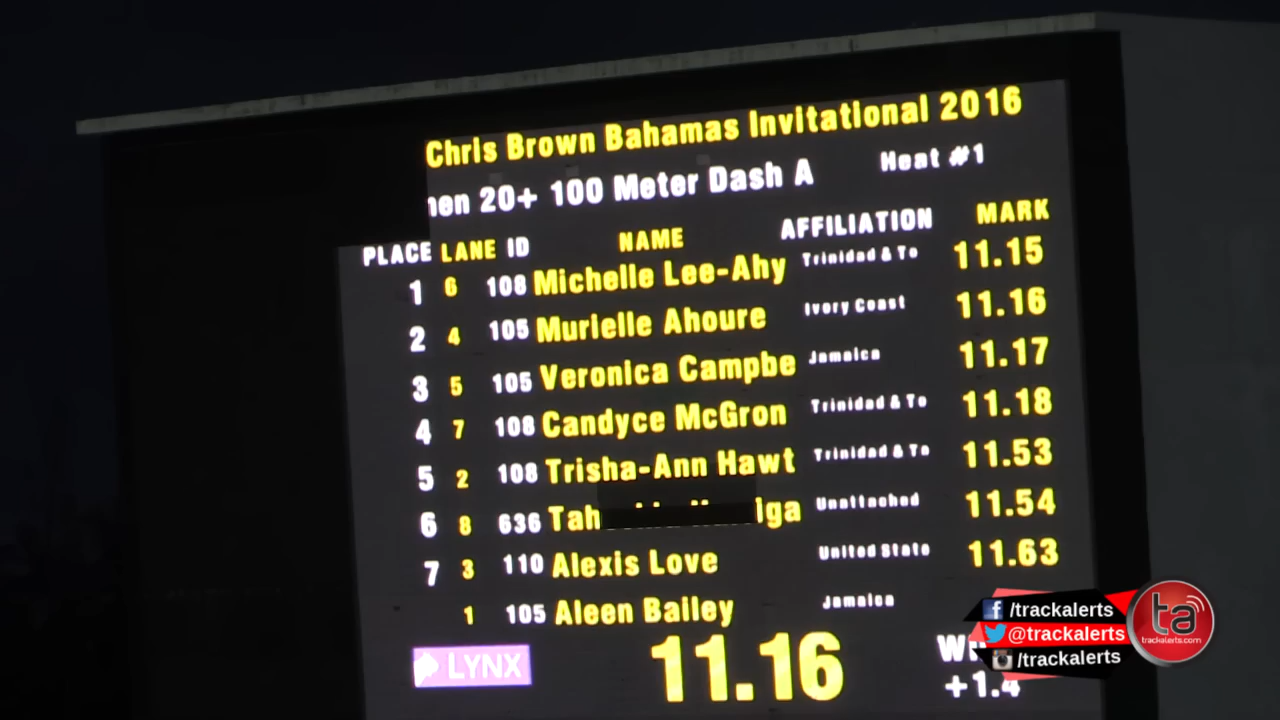 Chris Brown Bahamas Invitational 2016
nen 20+ 100 Meter Dash A Heat #1
PLACE LANE ID NAME AFFILIATION MARK
1 6 108 Michelle Lee-Ahy Trinidad & To 11.15
2 4 105 Murielle Ahoure Ivory Coast 11.16
3 5 105 Veronica Campbe Jamaica 11.17
4 7 108 Candyce McGron Trinidad & To 11.18
5 2 108 Trisha-Ann Hawt Trinidad & To 11.53
6 8 636 Unattached 11.54
7 3 110 Alexis Love United State 11.63
1 105 Aleen Bailey Jamaica
LYNX 11.16
+1.4
/trackalerts
@trackalerts
/trackalerts
ta
trackalerts.com